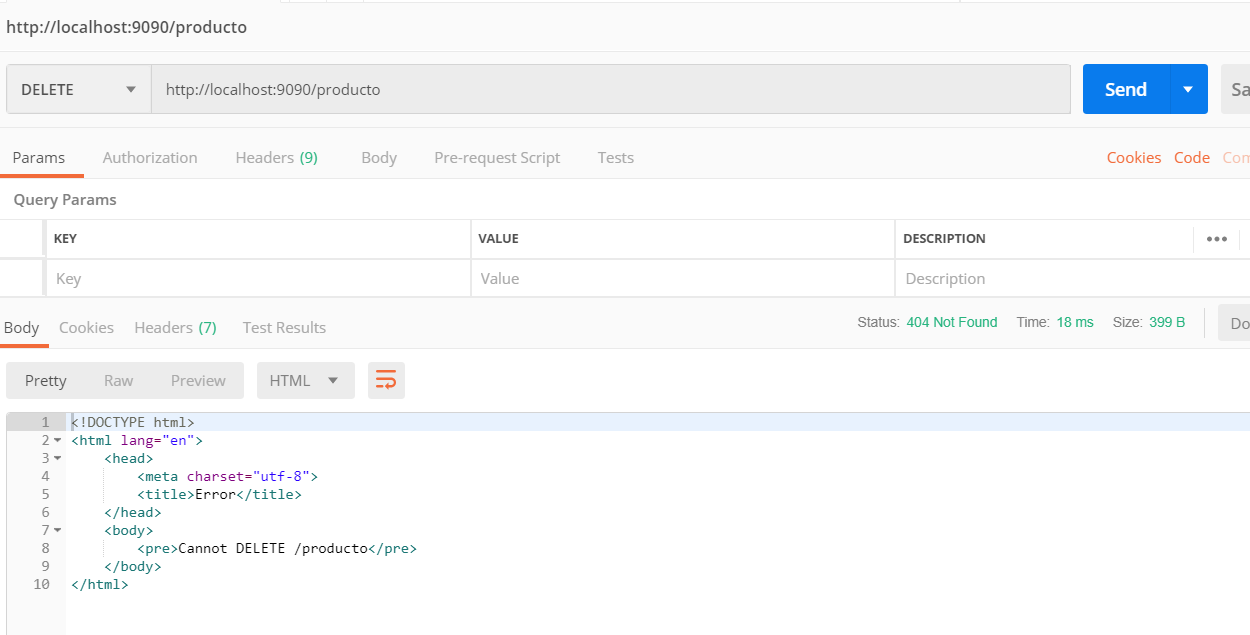 http://localhost:9090/producto
DELETE http://localhost:9090/producto Send Sa
Params Authorization Headers (9) Body Pre-request Script Tests Cookies Code Com
Query Params
KEY VALUE DESCRIPTION
Key Value Description
Body Cookies Headers (7) Test Results Status: 404 Not Found Time: 18 ms Size: 399 B Do
Pretty Raw Preview HTML
1 <!DOCTYPE html>
2 <html lang="en">
3 <head>
4 <meta charset="utf-8">
5 <title>Error</title>
6 </head>
7 <body>
8 <pre>Cannot DELETE /producto</pre>
9 </body>
10 </html>